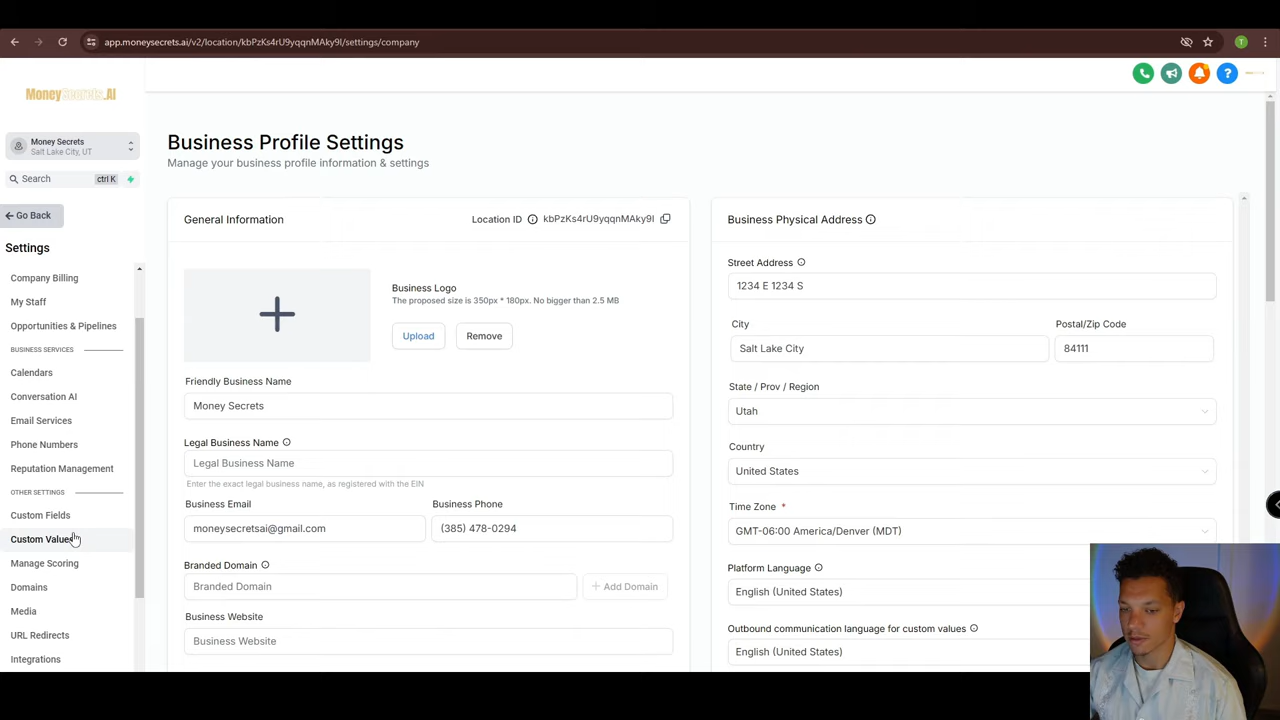 app.moneysecrets.ai/v2/location/kbPzKs4rU9yqqnMAky9l/settings/company
T
MoneySecrets.AI
Money Secrets
Salt Lake City, UT
Search ctrl K
Go Back
Settings
Company Billing
My Staff
Opportunities & Pipelines
BUSINESS SERVICES
Calendars
Conversation AI
Email Services
Phone Numbers
Reputation Management
OTHER SETTINGS
Custom Fields
Custom Values
Manage Scoring
Domains
Media
URL Redirects
Integrations
Business Profile Settings
Manage your business profile information & settings
General Information
Location ID kbPzKs4rU9yqqnMAky9l
Business Logo
The proposed size is 350px * 180px. No bigger than 2.5 MB
Upload
Remove
Friendly Business Name
Money Secrets
Legal Business Name
Legal Business Name
Enter the exact legal business name, as registered with the EIN
Business Email
Business Phone
moneysecretsai@gmail.com
(385) 478-0294
Branded Domain
Branded Domain
+ Add Domain
Business Website
Business Website
Business Physical Address
Street Address
1234 E 1234 S
City
Postal/Zip Code
Salt Lake City
84111
State / Prov / Region
Utah
Country
United States
Time Zone *
GMT-06:00 America/Denver (MDT)
Platform Language
English (United States)
Outbound communication language for custom values
English (United States)